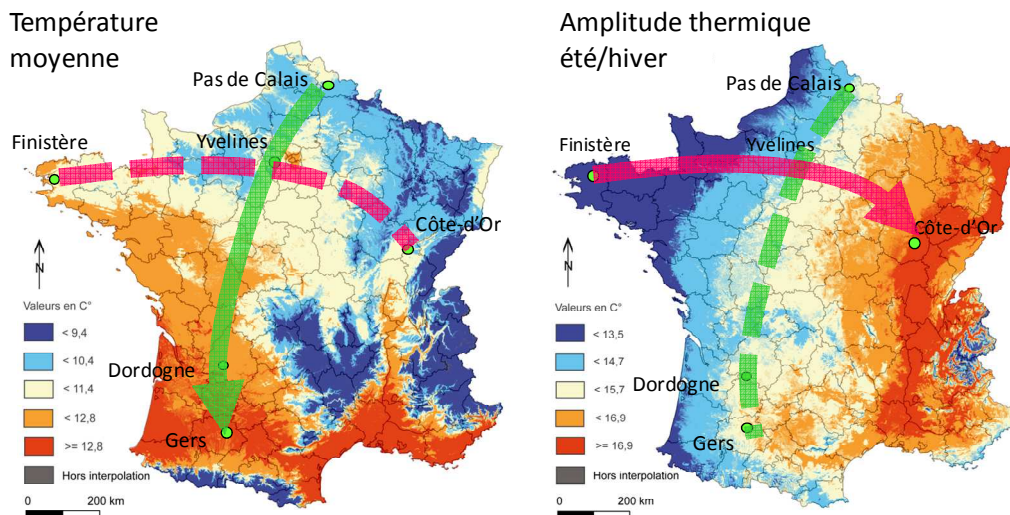 Température
moyenne
Pas de Calais
Finistère
Yvelines
Côte-d'Or
N
Valeurs en C°
< 9,4
< 10,4
< 11,4
< 12,8
>= 12,8
Hors interpolation
0 200 km
Dordogne
Gers
Amplitude thermique
été/hiver
Pas de Calais
Finistère
Yvelines
Côte-d'Or
N
Valeurs en C°
< 13,5
< 14,7
< 15,7
< 16,9
>= 16,9
Hors interpolation
0 200 km
Dordogne
Gers